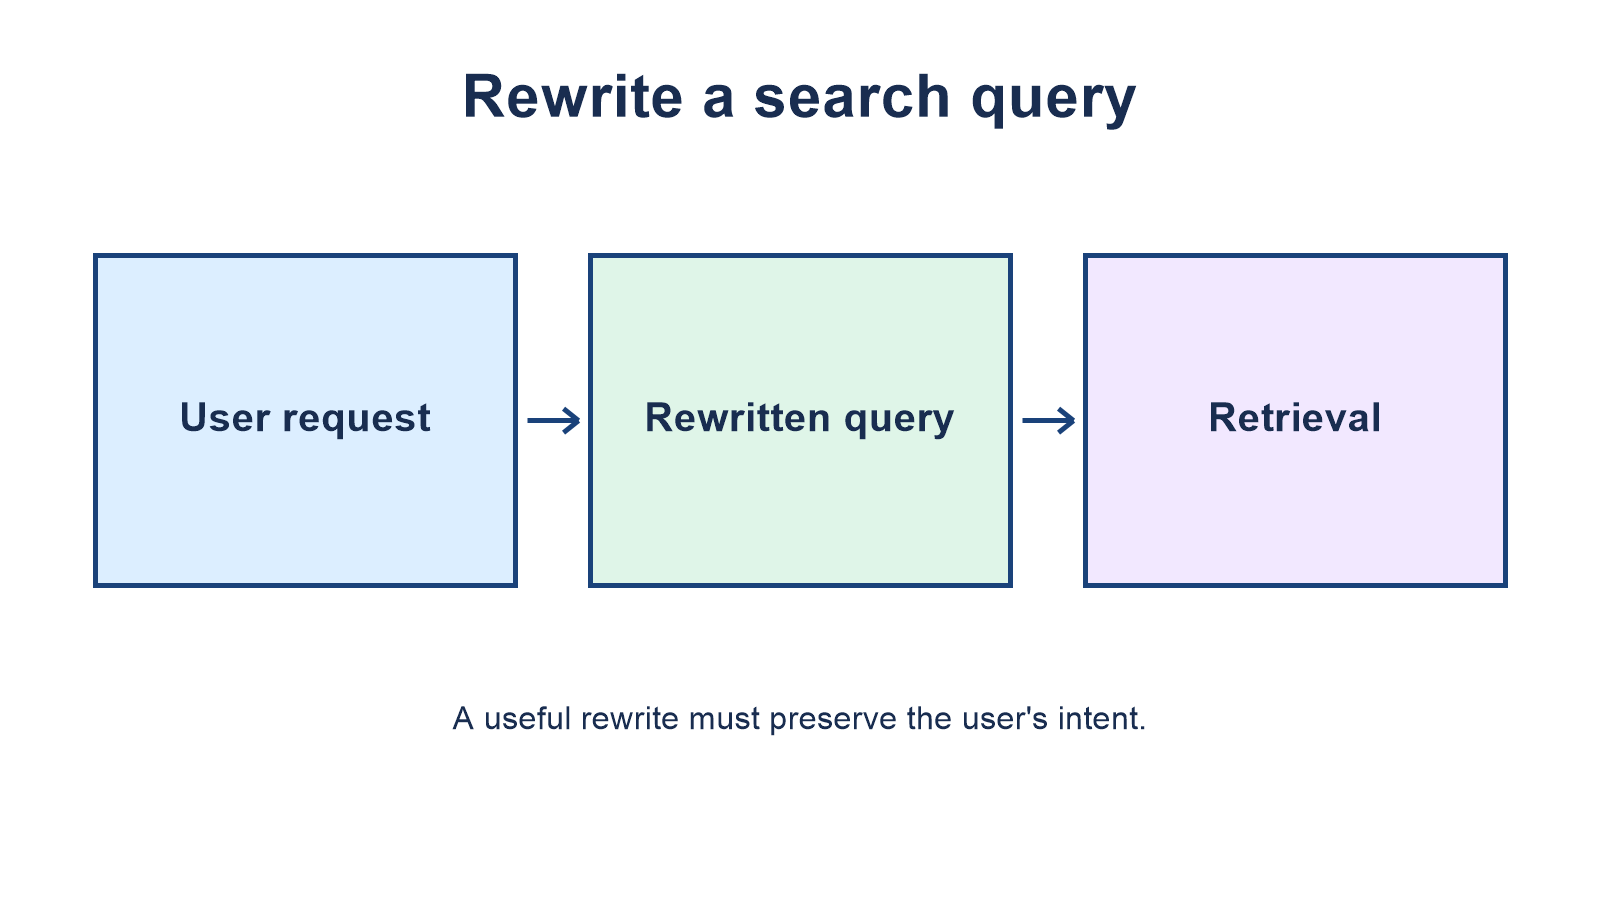 Rewrite a search query
User request
Rewritten query
Retrieval
A useful rewrite must preserve the user's intent.